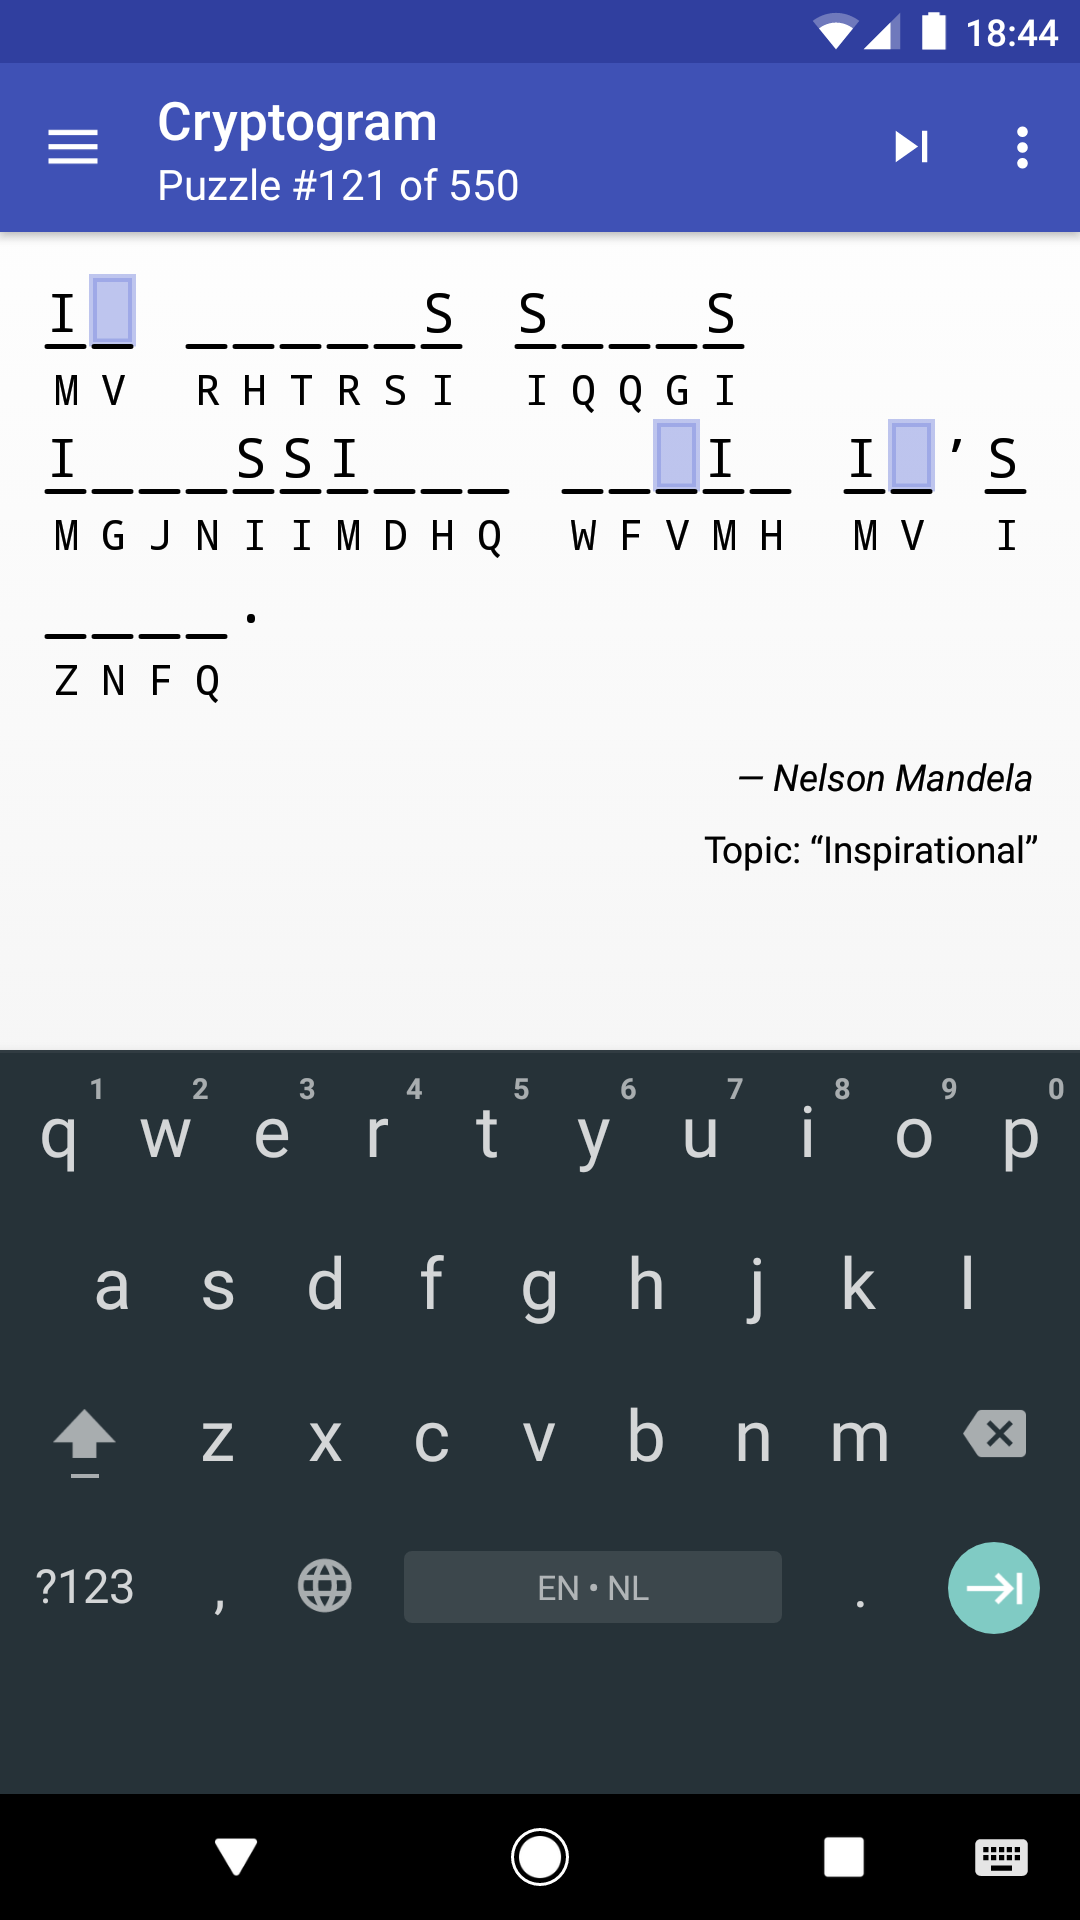 18:44
Cryptogram
Puzzle #121 of 550
I S S S
M V R H T R S I I Q Q G I
I S S I I I ’ S
M G J N I I M D H Q W F V M H M V I
.
Z N F Q
— Nelson Mandela
Topic: “Inspirational”
1 2 3 4 5 6 7 8 9 0
q w e r t y u i o p
a s d f g h j k l
z x c v b n m
?123 , EN • NL .